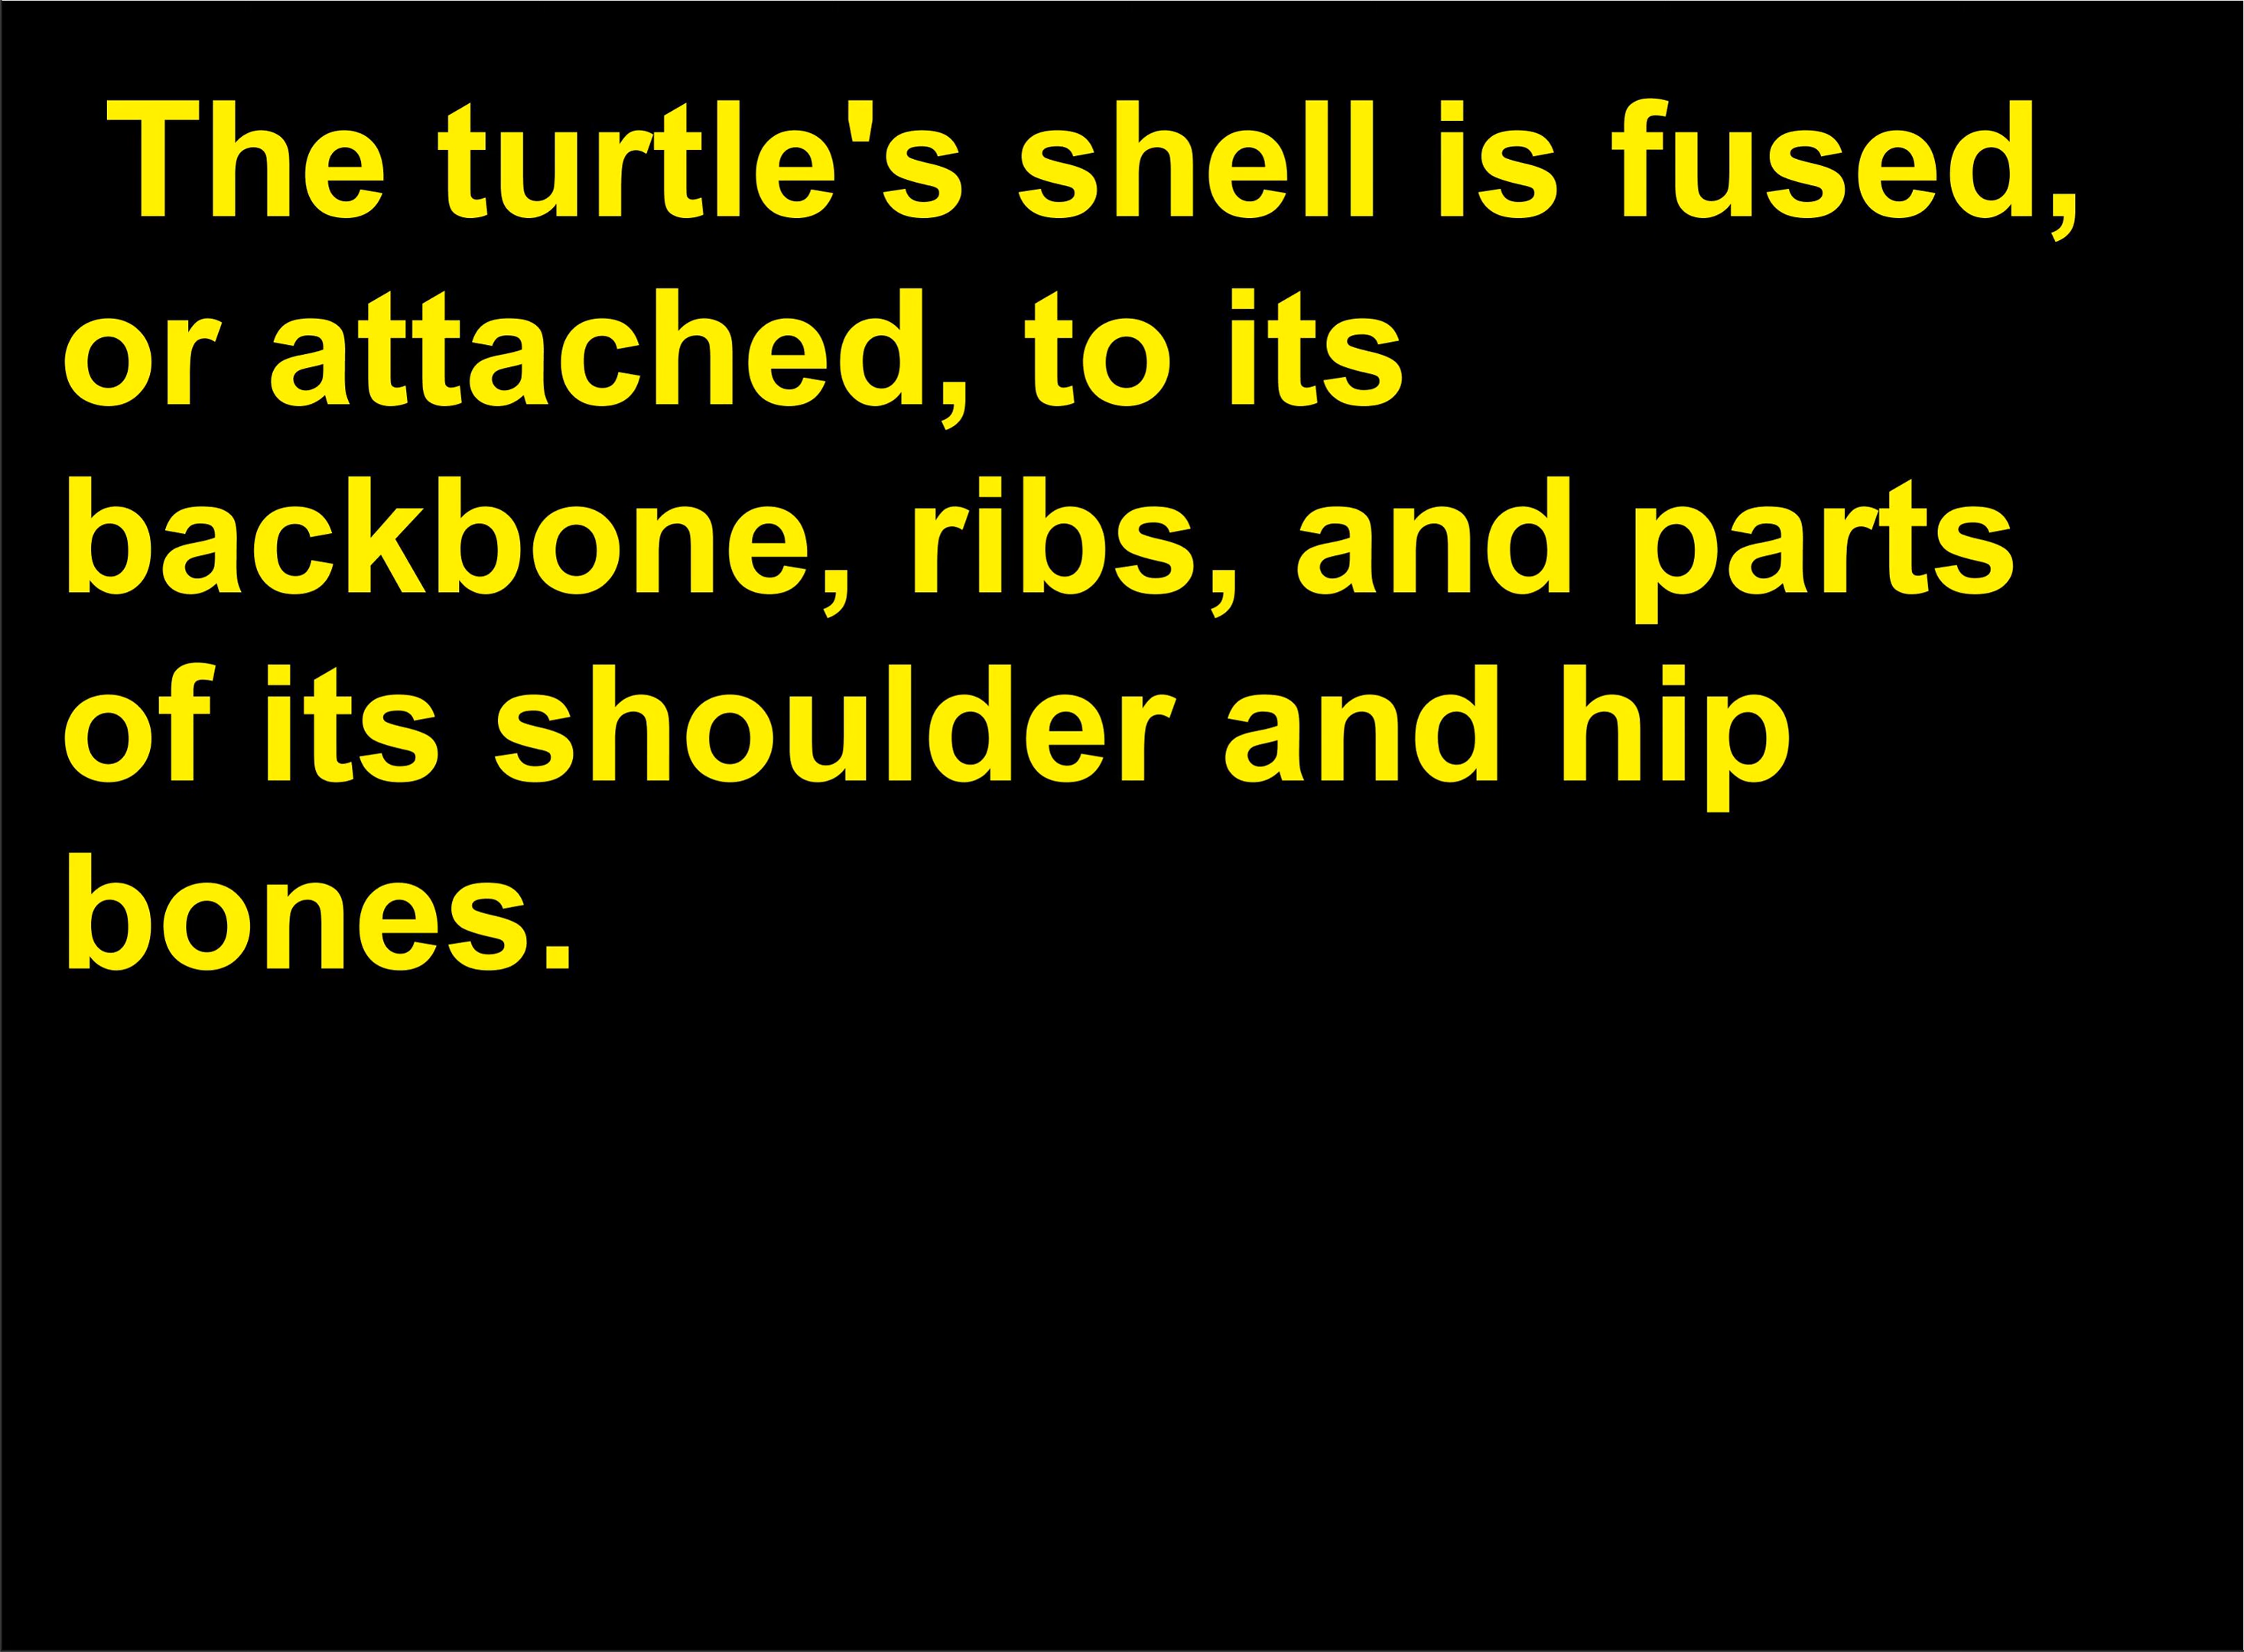 The turtle's shell is fused,
or attached, to its
backbone, ribs, and parts
of its shoulder and hip
bones.